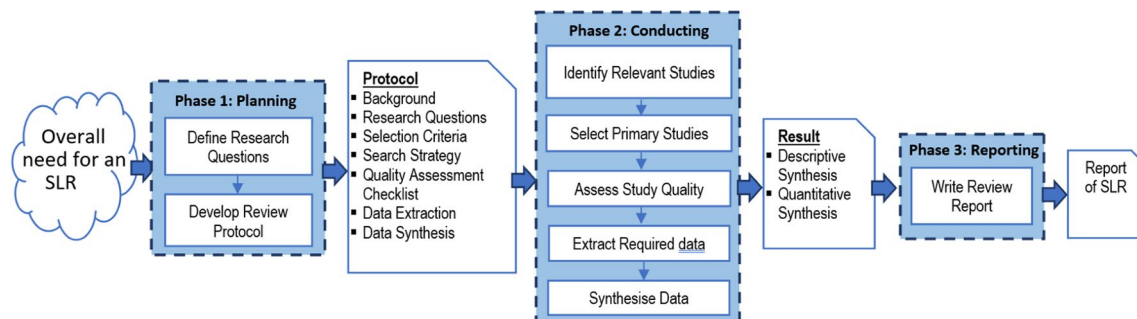 Overall
need for an
SLR
Phase 1: Planning
Define Research
Questions
Develop Review
Protocol
Protocol
▪ Background
▪ Research Questions
▪ Selection Criteria
▪ Search Strategy
▪ Quality Assessment
Checklist
▪ Data Extraction
▪ Data Synthesis
Phase 2: Conducting
Identify Relevant Studies
Select Primary Studies
Assess Study Quality
Extract Required data
Synthesise Data
Result
▪ Descriptive
Synthesis
▪ Quantitative
Synthesis
Phase 3: Reporting
Write Review
Report
Report
of SLR